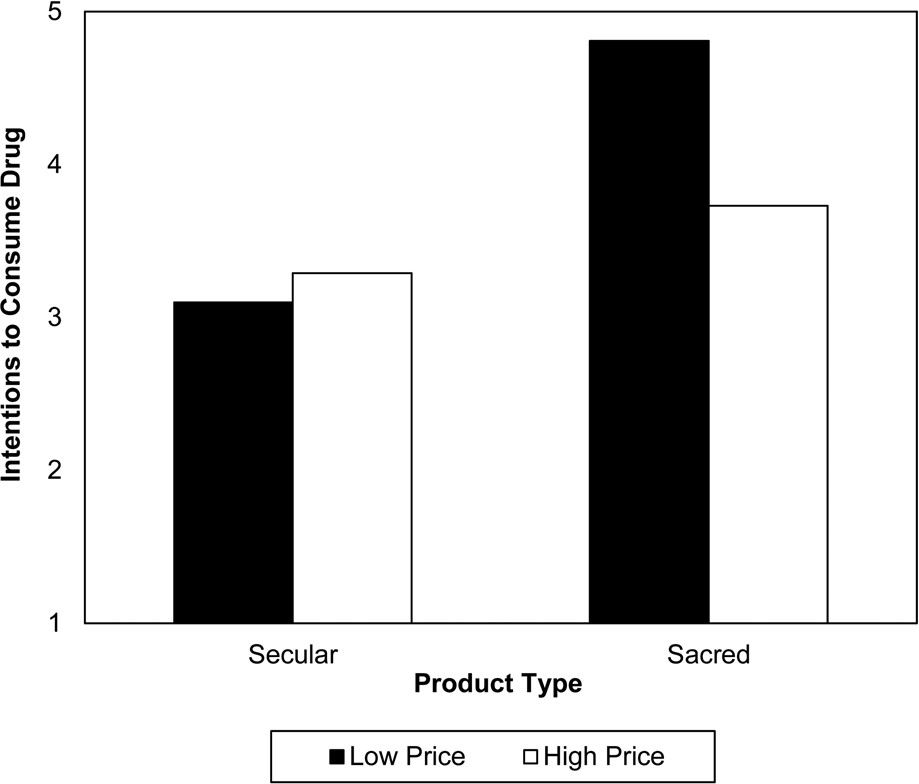 Intentions to Consume Drug
5
4
3
2
1
Secular Sacred
Product Type
Low Price High Price